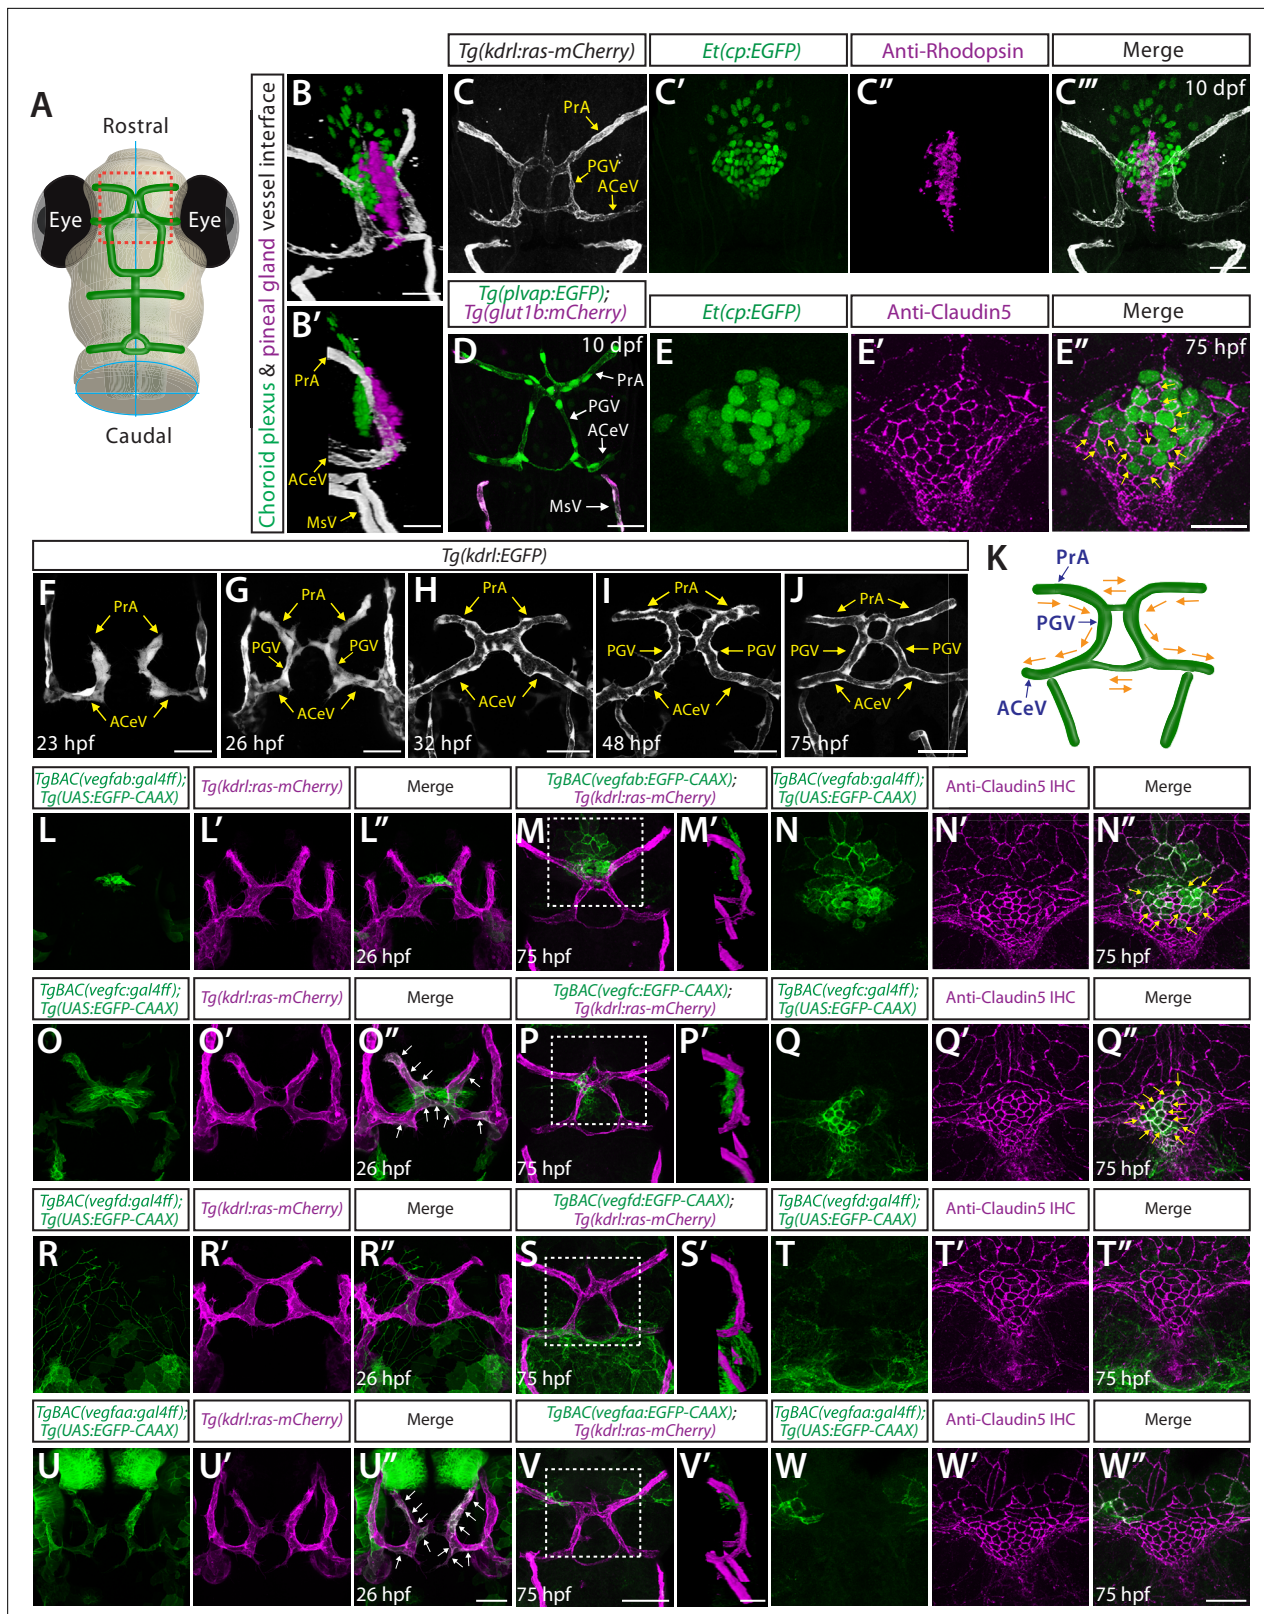 A
Rostral
Eye
Eye
Caudal
Choroid plexus & pineal gland vessel interface
B
B′
PrA
ACeV
MsV
Tg(kdrl:ras-mCherry)
Et(cp:EGFP)
Anti-Rhodopsin
Merge
C
PrA
PGV
ACeV
C′
C″
C‴
10 dpf
Tg(plvap:EGFP);
Tg(glut1b:mCherry)
Et(cp:EGFP)
Anti-Claudin5
Merge
D
10 dpf
PrA
PGV
ACeV
MsV
E
E′
E″
75 hpf
Tg(kdrl:EGFP)
F
PrA
ACeV
23 hpf
G
PrA
PGV
PGV
ACeV
26 hpf
H
PrA
ACeV
32 hpf
I
PrA
PGV
PGV
ACeV
48 hpf
J
PrA
PGV
PGV
ACeV
75 hpf
K
PrA
PGV
ACeV
TgBAC(vegfab:gal4ff);
Tg(UAS:EGFP-CAAX)
Tg(kdrl:ras-mCherry)
Merge
TgBAC(vegfab:EGFP-CAAX);
Tg(kdrl:ras-mCherry)
TgBAC(vegfab:gal4ff);
Tg(UAS:EGFP-CAAX)
Anti-Claudin5 IHC
Merge
L
L′
L″
26 hpf
M
75 hpf
M′
N
N′
N″
75 hpf
TgBAC(vegfc:gal4ff);
Tg(UAS:EGFP-CAAX)
Tg(kdrl:ras-mCherry)
Merge
TgBAC(vegfc:EGFP-CAAX);
Tg(kdrl:ras-mCherry)
TgBAC(vegfc:gal4ff);
Tg(UAS:EGFP-CAAX)
Anti-Claudin5 IHC
Merge
O
O′
O″
26 hpf
P
75 hpf
P′
Q
Q′
Q″
75 hpf
TgBAC(vegfd:gal4ff);
Tg(UAS:EGFP-CAAX)
Tg(kdrl:ras-mCherry)
Merge
TgBAC(vegfd:EGFP-CAAX);
Tg(kdrl:ras-mCherry)
TgBAC(vegfd:gal4ff);
Tg(UAS:EGFP-CAAX)
Anti-Claudin5 IHC
Merge
R
R′
R″
26 hpf
S
75 hpf
S′
T
T′
T″
75 hpf
TgBAC(vegfaa:gal4ff);
Tg(UAS:EGFP-CAAX)
Tg(kdrl:ras-mCherry)
Merge
TgBAC(vegfaa:EGFP-CAAX);
Tg(kdrl:ras-mCherry)
TgBAC(vegfaa:gal4ff);
Tg(UAS:EGFP-CAAX)
Anti-Claudin5 IHC
Merge
U
U′
U″
26 hpf
V
75 hpf
V′
W
W′
W″
75 hpf